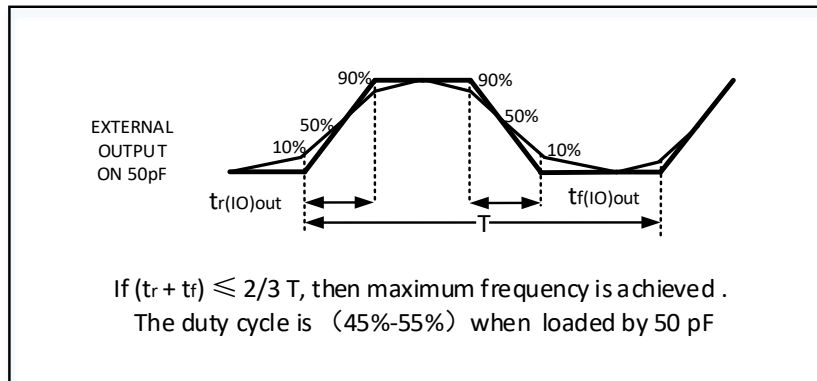 90%
90%
50%
50%
10%
10%
EXTERNAL
OUTPUT
ON 50pF
tr(IO)out
tf(IO)out
T
If (tr + tf) ≤ 2/3 T, then maximum frequency is achieved .
The duty cycle is （45%-55%）when loaded by 50 pF